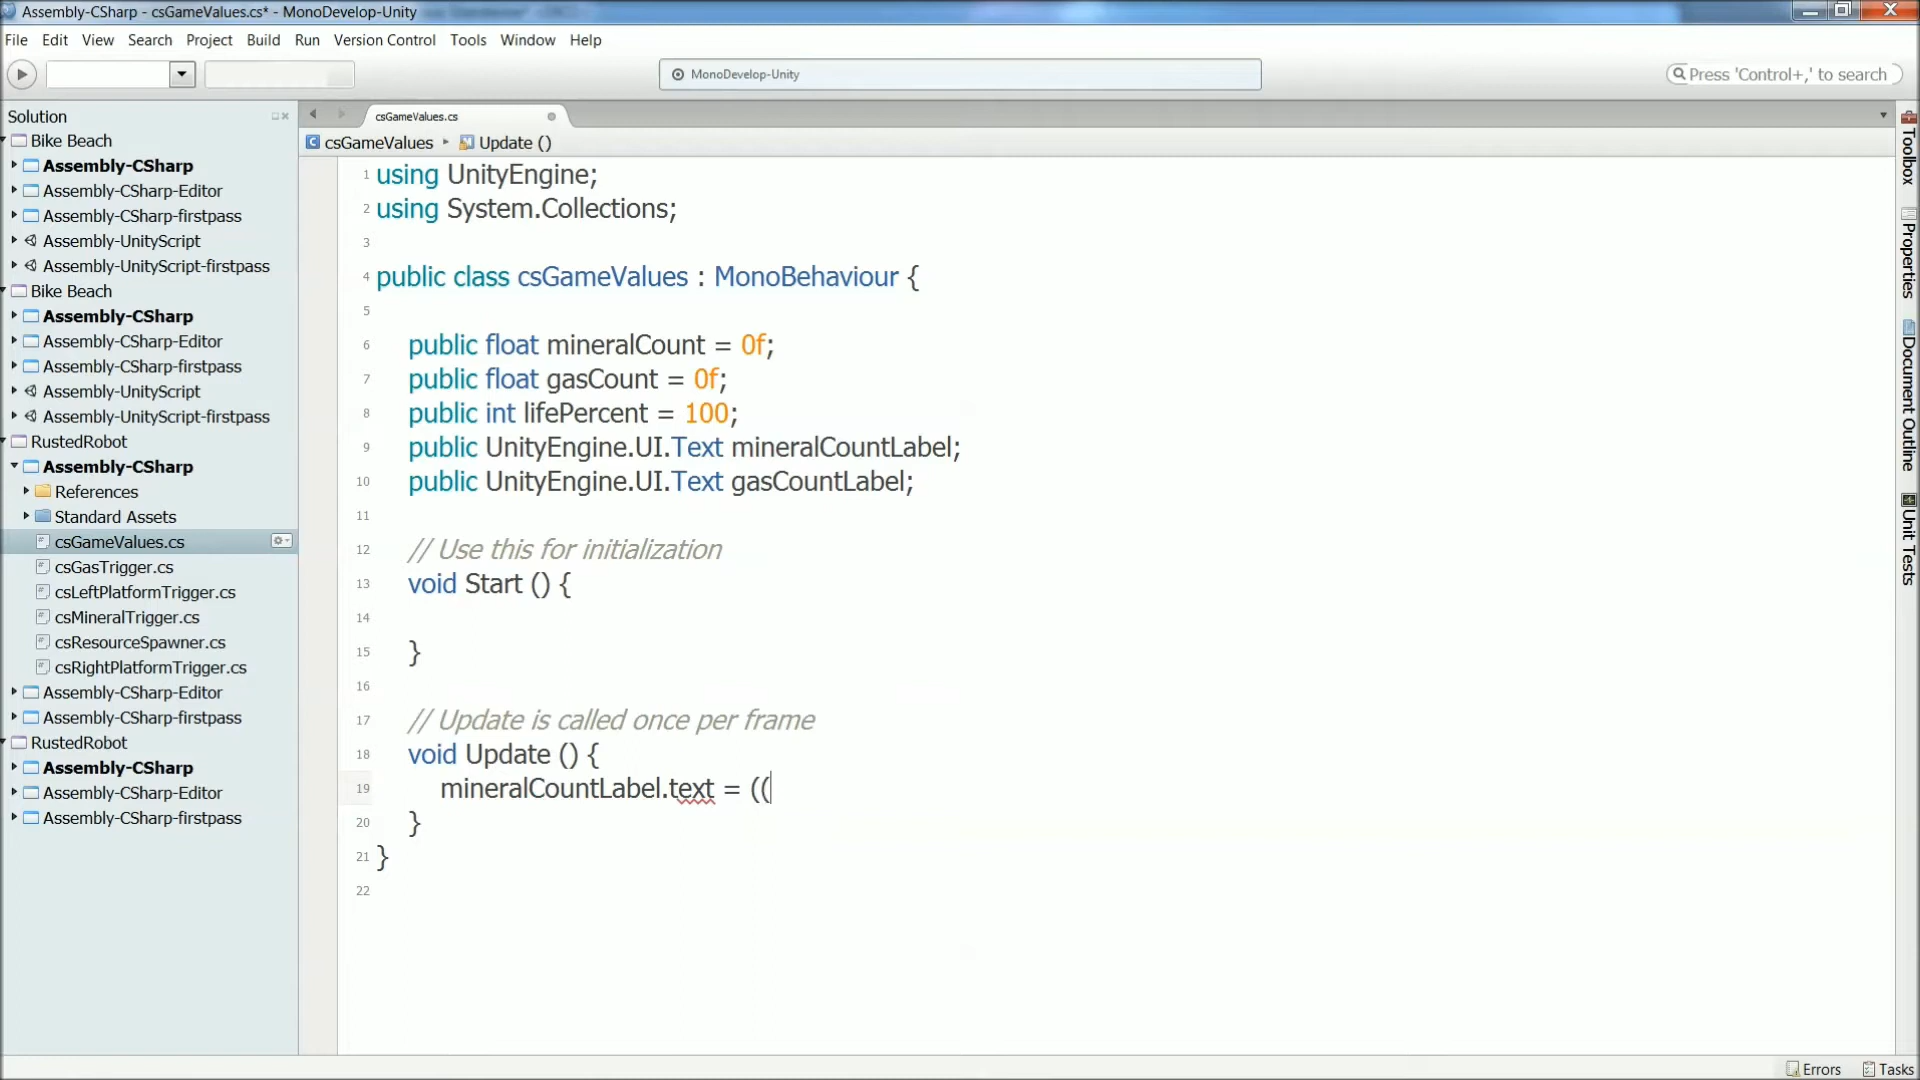 Assembly-CSharp - csGameValues.cs* - MonoDevelop-Unity
File Edit View Search Project Build Run Version Control Tools Window Help
MonoDevelop-Unity
Press 'Control+,' to search
Solution
Bike Beach
Assembly-CSharp
Assembly-CSharp-Editor
Assembly-CSharp-firstpass
Assembly-UnityScript
Assembly-UnityScript-firstpass
Bike Beach
Assembly-CSharp
Assembly-CSharp-Editor
Assembly-CSharp-firstpass
Assembly-UnityScript
Assembly-UnityScript-firstpass
RustedRobot
Assembly-CSharp
References
Standard Assets
csGameValues.cs
csGasTrigger.cs
csLeftPlatformTrigger.cs
csMineralTrigger.cs
csResourceSpawner.cs
csRightPlatformTrigger.cs
Assembly-CSharp-Editor
Assembly-CSharp-firstpass
RustedRobot
Assembly-CSharp
Assembly-CSharp-Editor
Assembly-CSharp-firstpass
csGameValues.cs
csGameValues Update ()
1 using UnityEngine;
2 using System.Collections;
3
4 public class csGameValues : MonoBehaviour {
5
6 public float mineralCount = 0f;
7 public float gasCount = 0f;
8 public int lifePercent = 100;
9 public UnityEngine.UI.Text mineralCountLabel;
10 public UnityEngine.UI.Text gasCountLabel;
11
12 // Use this for initialization
13 void Start () {
14
15 }
16
17 // Update is called once per frame
18 void Update () {
19 mineralCountLabel.text = ((
20 }
21 }
22
Toolbox
Properties
Document Outline
Unit Tests
Errors Tasks